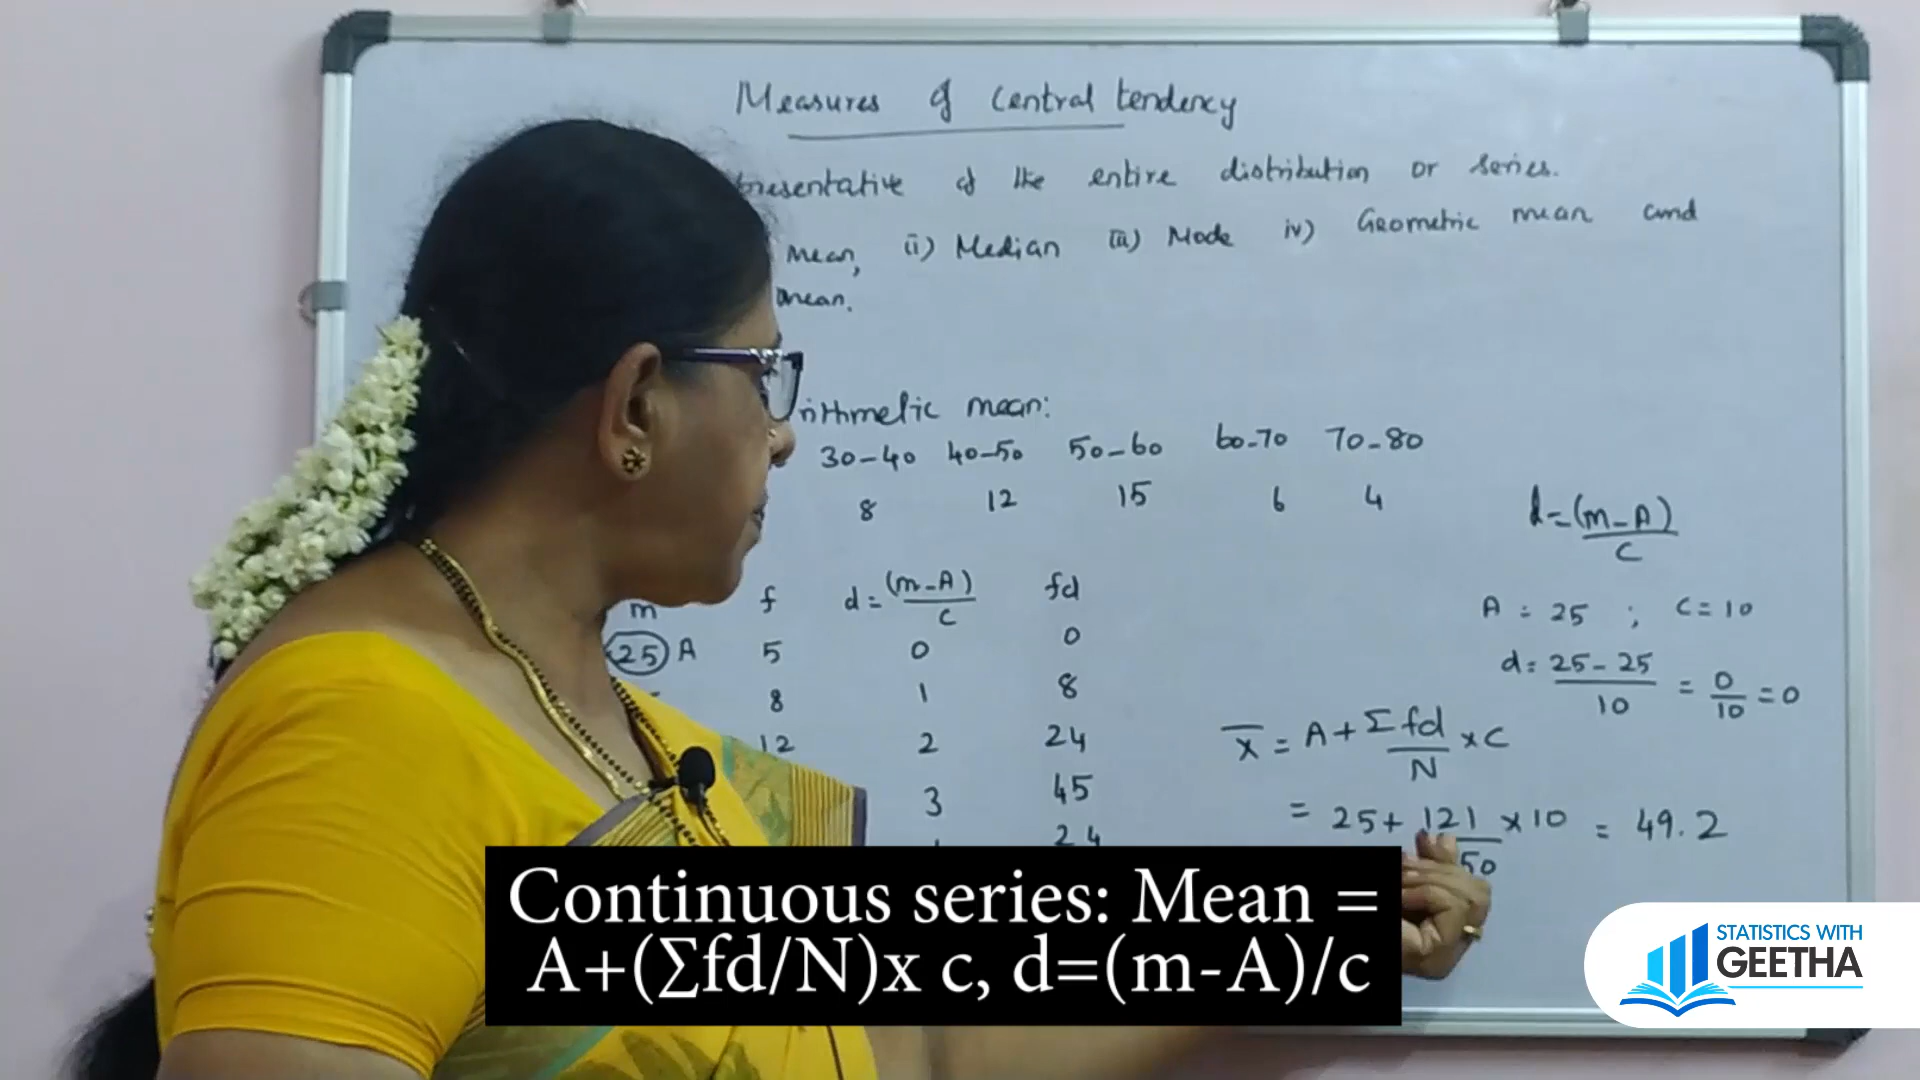 Measures of Central tendency
presentative of the entire distribution or series.
Mean, ii) Median iii) Mode iv) Geometric mean and
mean.
rithmetic mean:
30-40 40-50 50-60 60-70 70-80
8 12 15 6 4
d=(m-A)/C
m f d=(m-A)/C fd
A = 25 ; C=10
25 A 5 0 0
d= 25-25/10 = 0/10 = 0
8 1 8
X̅ = A+Σfd/N xC
12 2 24
3 45
= 25+ 121/50 x10 = 49.2
24
Continuous series: Mean =
A+(∑fd/N)x c, d=(m-A)/c
STATISTICS WITH
GEETHA